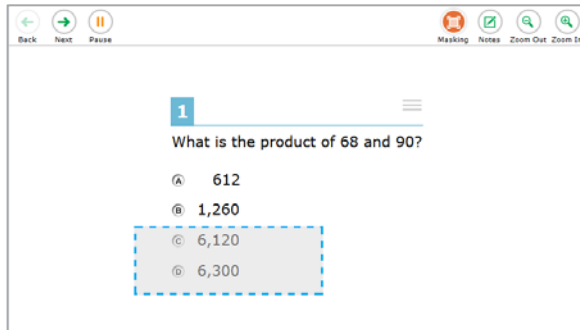 Back Next Pause Masking Notes Zoom Out Zoom In
1
What is the product of 68 and 90?
A 612
B 1,260
C 6,120
D 6,300